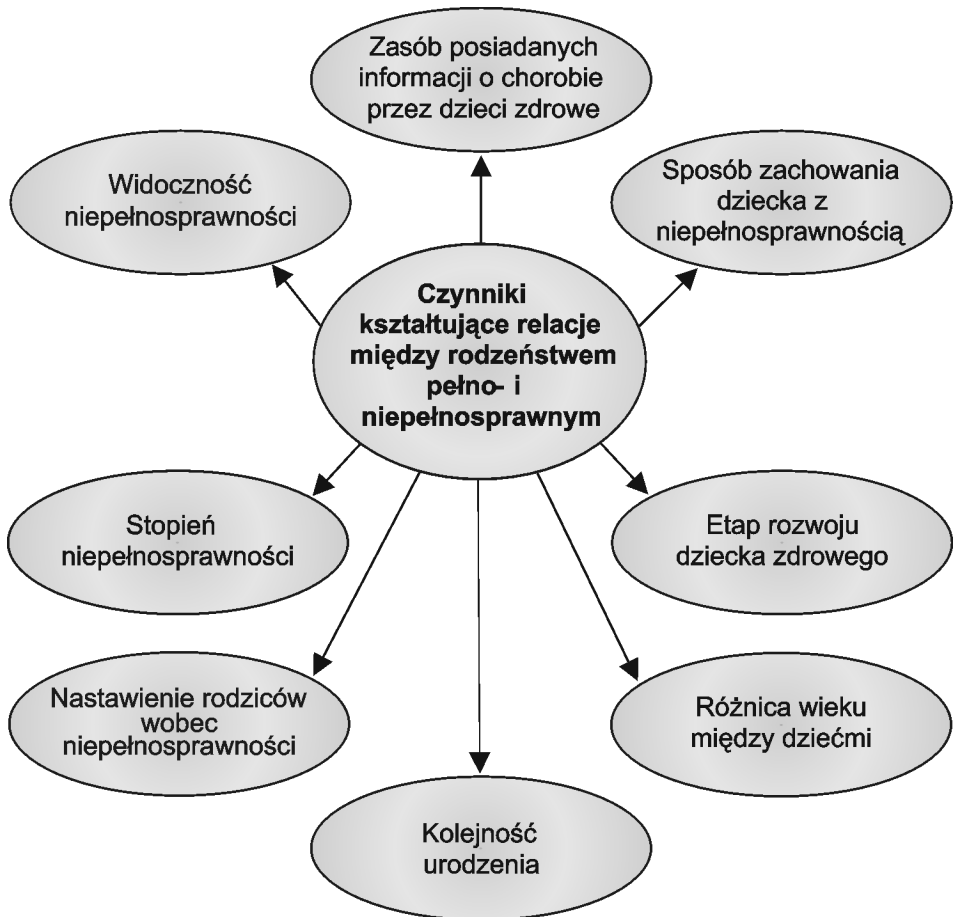 Zasób posiadanych
informacji o chorobie
przez dzieci zdrowe
Widoczność
niepełnosprawności
Sposób zachowania
dziecka z
niepełnosprawnością
Czynniki
kształtujące relacje
między rodzeństwem
pełno- i
niepełnosprawnym
Stopień
niepełnosprawności
Etap rozwoju
dziecka zdrowego
Nastawienie rodziców
wobec
niepełnosprawności
Różnica wieku
między dziećmi
Kolejność
urodzenia